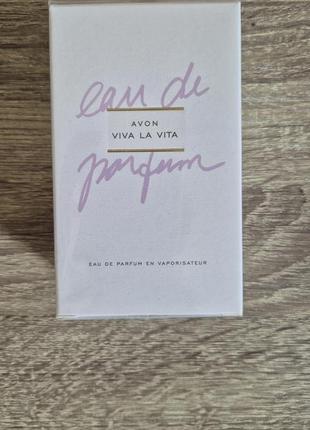 eau de
AVON
VIVA LA VITA
parfum
EAU DE PARFUM EN VAPORISATEUR